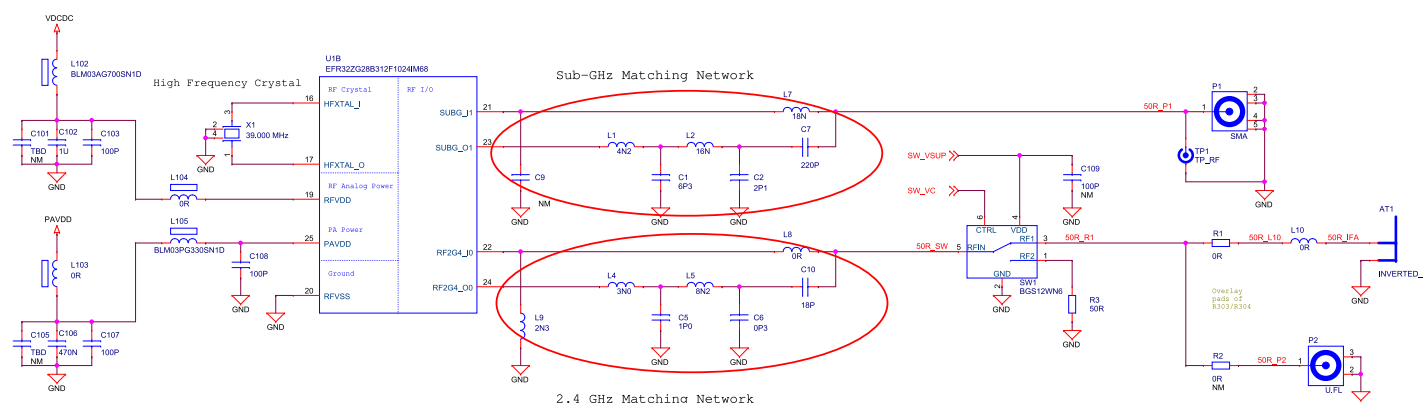 VDCDC
L102
BLM03AG700SN1D
High Frequency Crystal
C101
TBD
NM
C102
1U
C103
100P
GND
X1
39.000 MHz
3
2
4
1
GND
L104
0R
L105
BLM03PG330SN1D
PAVDD
L103
0R
C105
TBD
NM
C106
470N
C107
100P
GND
C108
100P
GND
GND
U1B
EFR32ZG28B312F1024IM68
RF Crystal
RF I/O
16
HFXTAL_I
17
HFXTAL_O
RF Analog Power
19
RFVDD
PA Power
25
PAVDD
Ground
20
RFVSS
SUBG_I1
21
SUBG_O1
23
RF2G4_I0
22
RF2G4_O0
24
Sub-GHz Matching Network
L7
18N
C7
220P
L1
4N2
L2
16N
C9
NM
C1
6P3
C2
2P1
GND
GND
GND
L8
0R
C10
18P
L4
3N0
L5
8N2
L9
2N3
C5
1P0
C6
0P3
GND
GND
GND
2.4 GHz Matching Network
SW_VSUP
SW_VC
C109
100P
NM
GND
50R_SW
5
6
4
CTRL
VDD
RFIN
RF1
RF2
GND
3
1
2
SW1
BGS12WN6
GND
50R_R1
R3
50R
GND
50R_P1
P1
1
2
3
4
5
SMA
TP1
TP_RF
GND
R1
0R
50R_L10
L10
0R
50R_IFA
AT1
INVERTED_
GND
Overlay
pads of
R303/R304
R2
0R
NM
50R_P2
P2
1
3
2
U.FL
GND